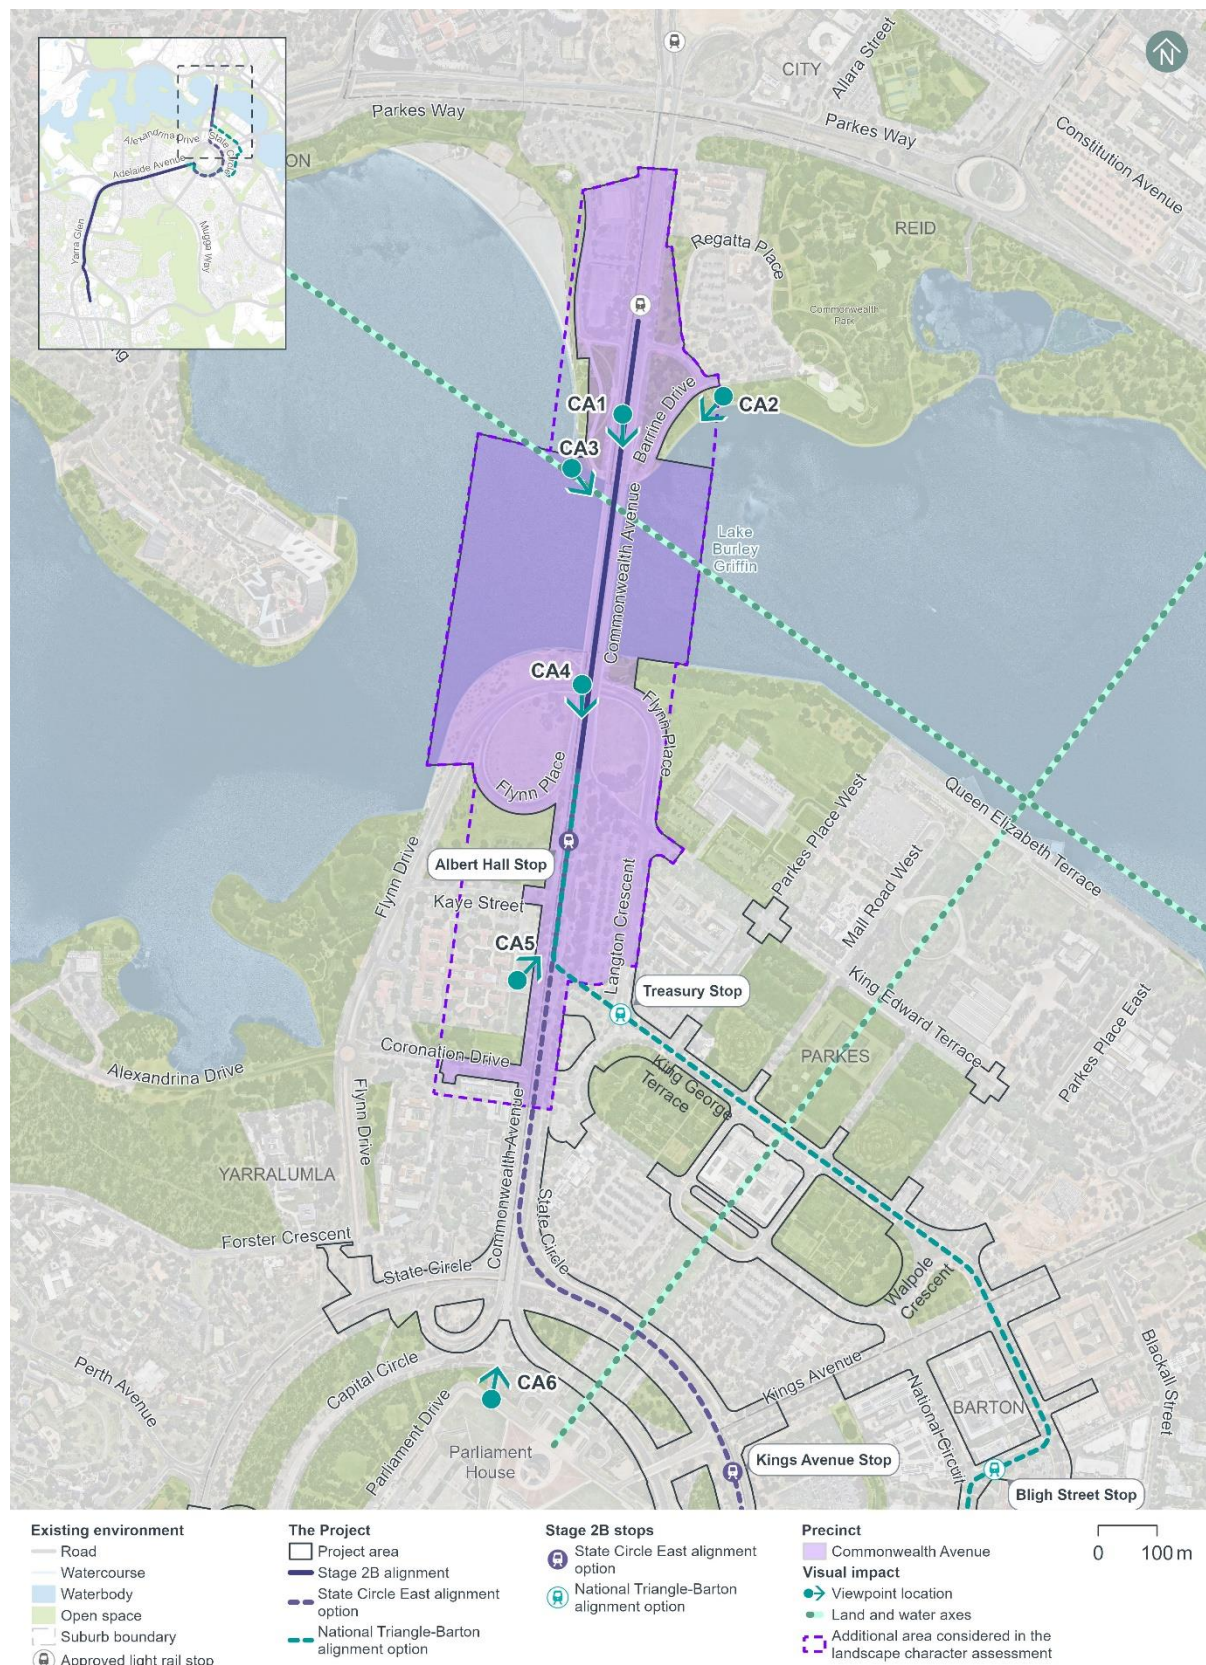 CITY
Allara Street
N
Parkes Way
Parkes Way
Constitution Avenue
Alexandrina Drive
State Circle
Adelaide Avenue
Yarra Glen
Mugga Way
ON
REID
Regatta Place
Commonwealth
Park
CA1
CA2
Barrine Drive
CA3
Commonwealth Avenue
Lake
Burley
Griffin
CA4
Flynn Place
Flynn Place
Queen Elizabeth Terrace
Parkes Place West
Albert Hall Stop
Flynn Drive
Mall Road West
Kaye Street
Langton Crescent
CA5
Treasury Stop
King Edward Terrace
Parkes Place East
Coronation Drive
PARKES
Alexandrina Drive
King George
Terrace
Flynn Drive
YARRALUMLA
Commonwealth Avenue
State Circle
Forster Crescent
State Circle
Walpole
Crescent
Perth Avenue
Capital Circle
CA6
Kings Avenue
Blackall Street
National Circuit
BARTON
Parliament Drive
Parliament
House
Kings Avenue Stop
Bligh Street Stop
Existing environment
Road
Watercourse
Waterbody
Open space
Suburb boundary
Approved light rail stop
The Project
Project area
Stage 2B alignment
State Circle East alignment
option
National Triangle-Barton
alignment option
Stage 2B stops
State Circle East alignment
option
National Triangle-Barton
alignment option
Precinct
Commonwealth Avenue
Visual impact
Viewpoint location
Land and water axes
Additional area considered in the
landscape character assessment
0 100 m